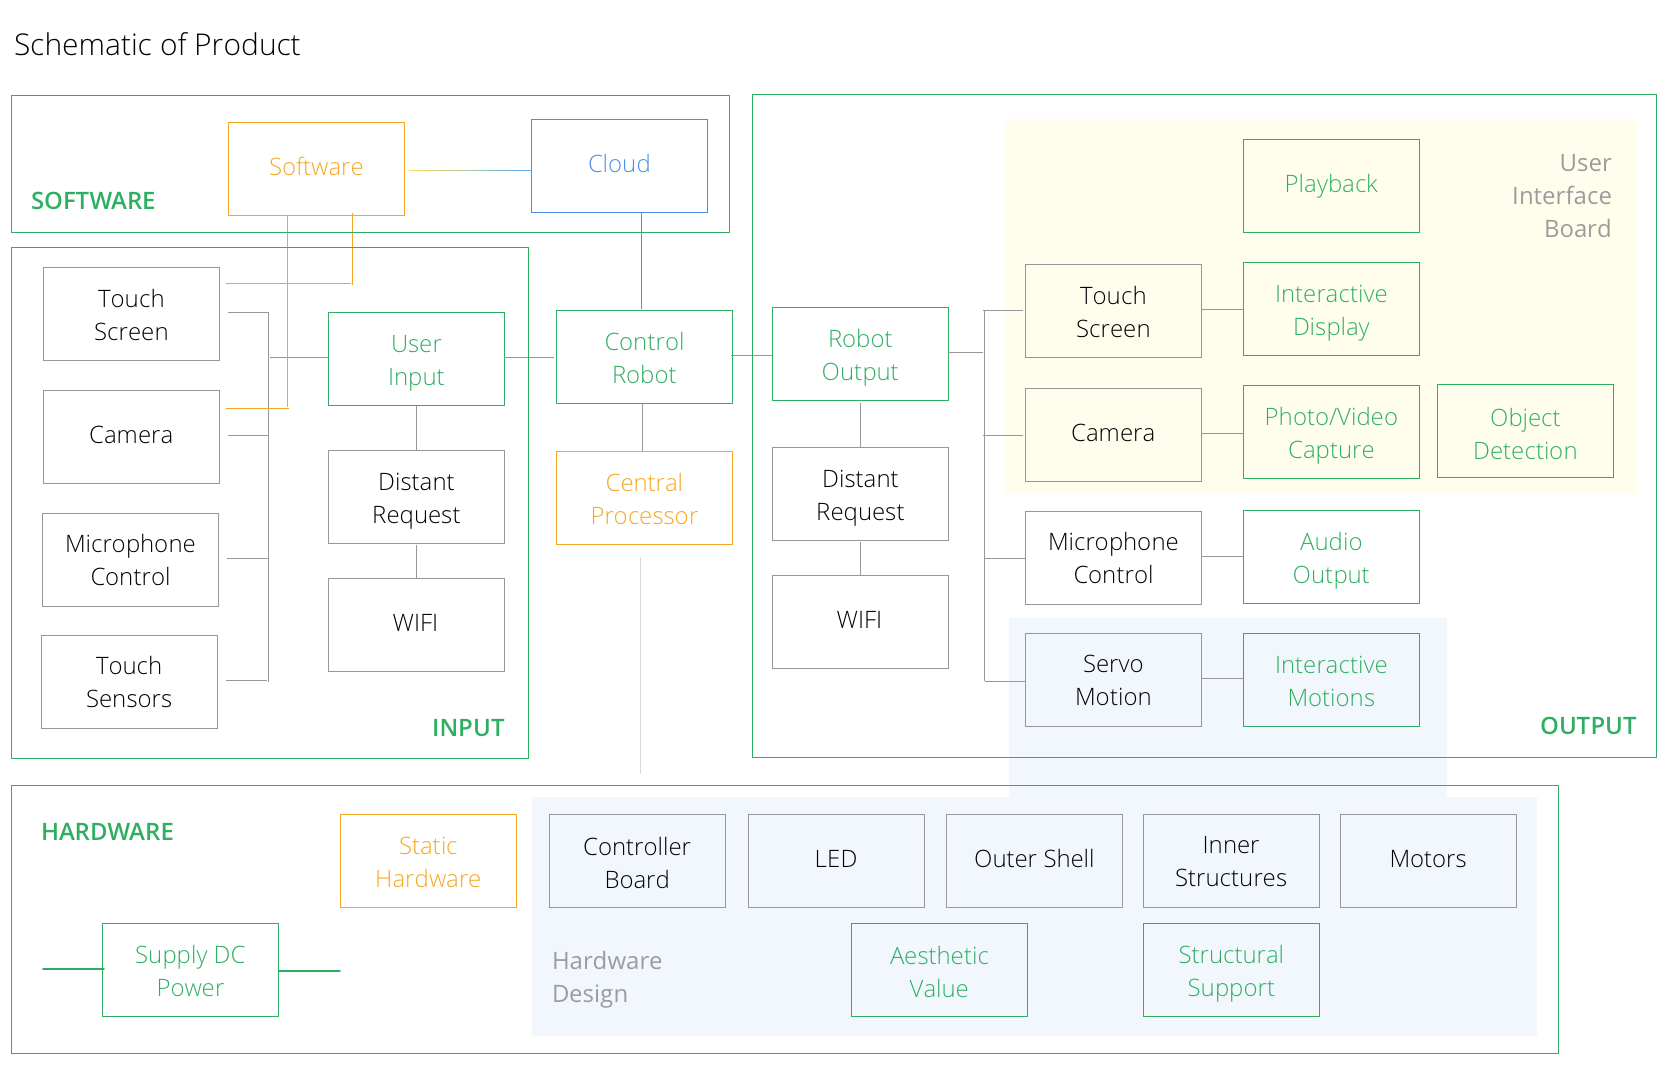 Schematic of Product
Software
Cloud
SOFTWARE
Touch
Screen
Camera
Microphone
Control
Touch
Sensors
User
Input
Distant
Request
WIFI
INPUT
Control
Robot
Central
Processor
Robot
Output
Distant
Request
WIFI
Playback
User
Interface
Board
Touch
Screen
Interactive
Display
Camera
Photo/Video
Capture
Object
Detection
Microphone
Control
Audio
Output
Servo
Motion
Interactive
Motions
OUTPUT
HARDWARE
Static
Hardware
Controller
Board
LED
Outer Shell
Inner
Structures
Motors
Supply DC
Power
Hardware
Design
Aesthetic
Value
Structural
Support